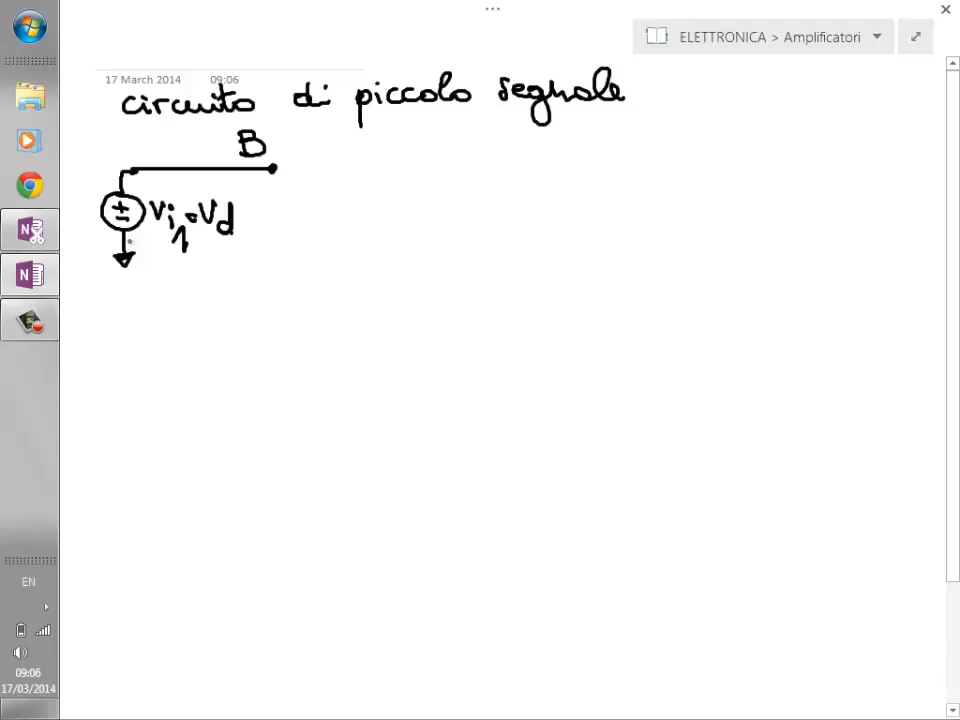 ELETTRONICA > Amplificatori
17 March 2014 09:06
circuito di piccolo segnale
B
±
Vi1=Vd
EN
09:06
17/03/2014